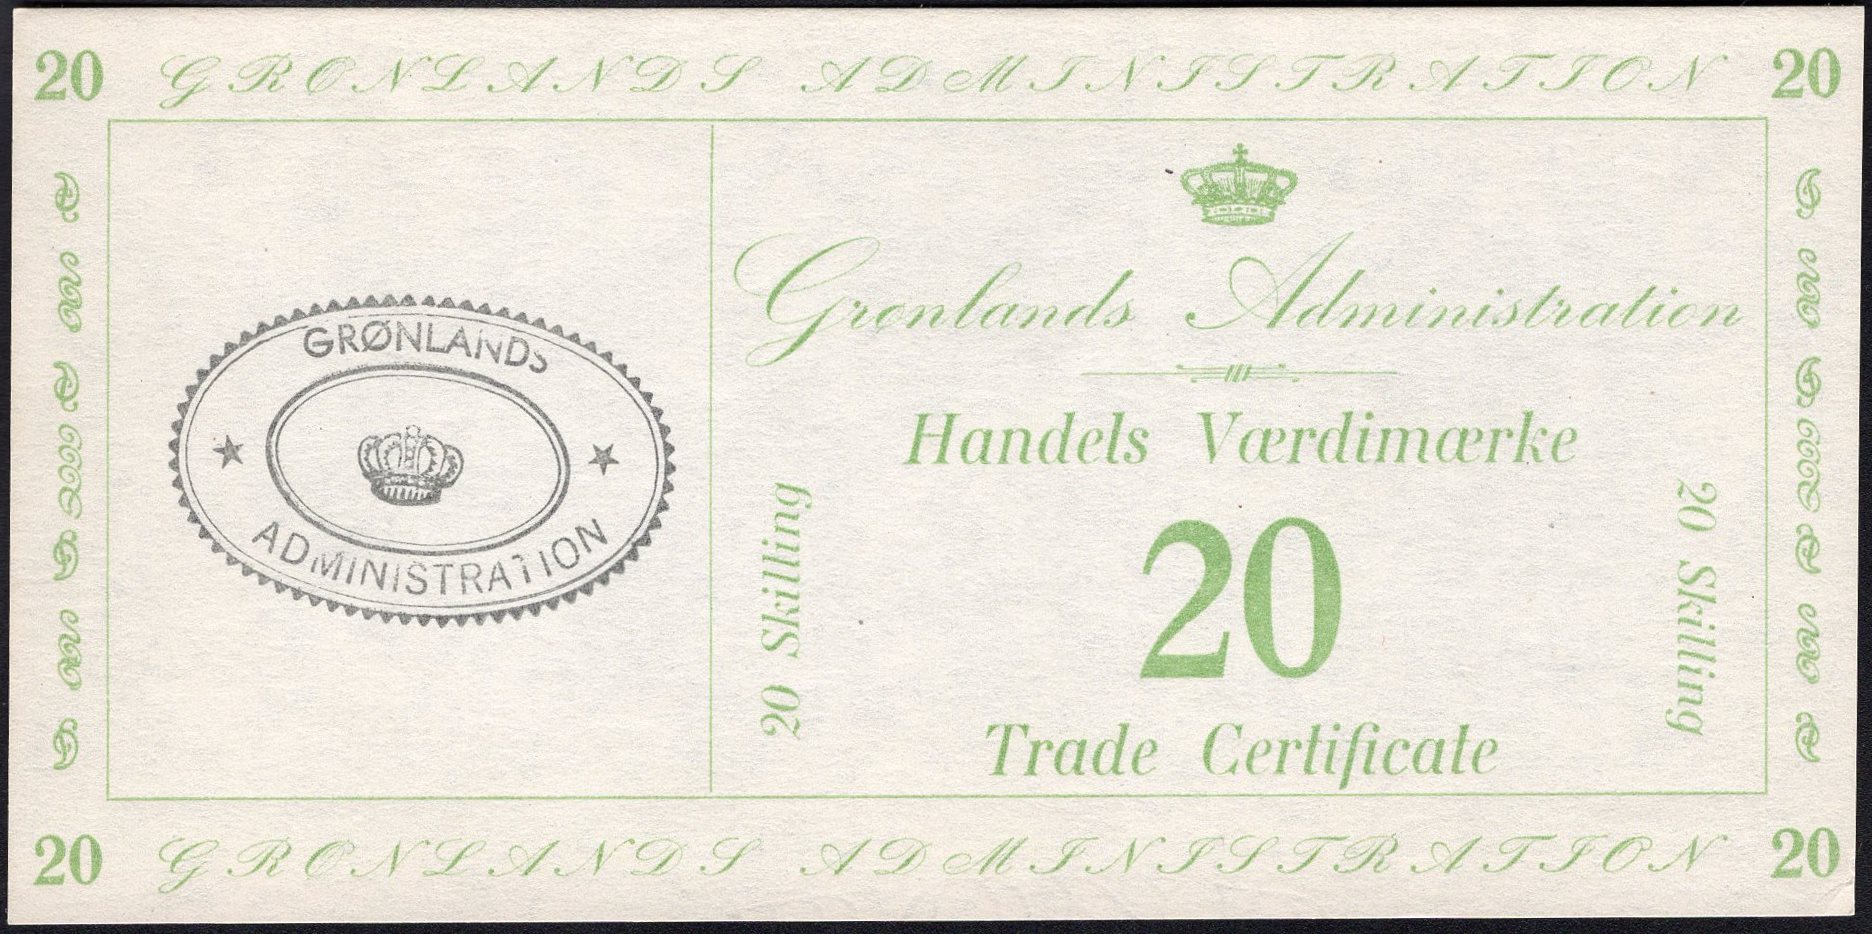 20 GRØNLANDS ADMINISTRATION 20
GRØNLANDS
ADMINISTRATION
Grønlands Administration
Handels Værdimærke
20
20 Skilling
20 Skilling
Trade Certificate
20 GRØNLANDS ADMINISTRATION 20